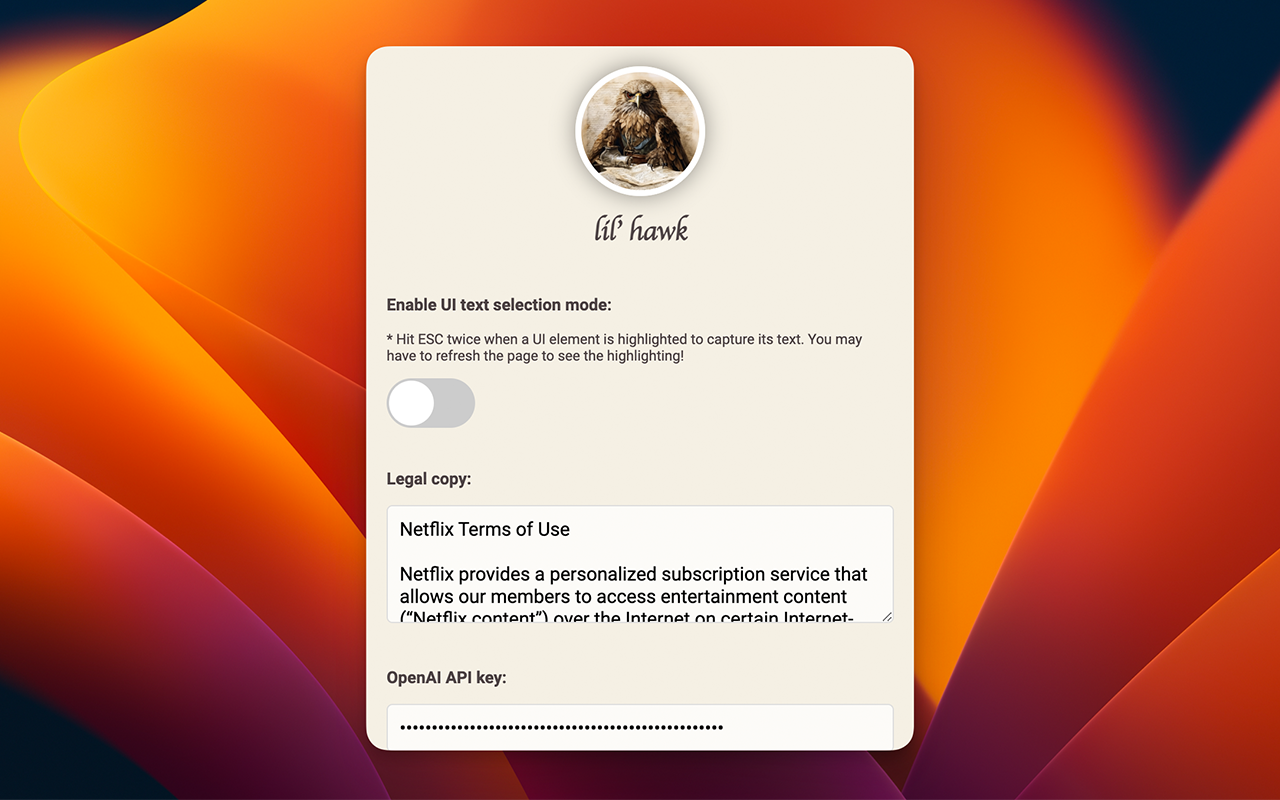 lil' hawk
Enable UI text selection mode:
* Hit ESC twice when a UI element is highlighted to capture its text. You may
have to refresh the page to see the highlighting!
Legal copy:
Netflix Terms of Use
Netflix provides a personalized subscription service that
allows our members to access entertainment content
(“Netflix content”) over the Internet on certain Internet-
OpenAI API key: